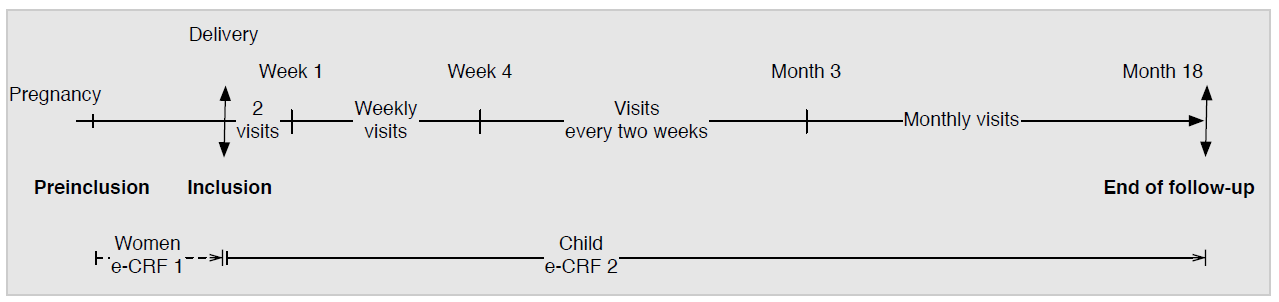 Delivery
Week 1
Week 4
Month 3
Month 18
Pregnancy
2
visits
Weekly
visits
Visits
every two weeks
Monthly visits
Preinclusion
Inclusion
End of follow-up
Women
e-CRF 1
Child
e-CRF 2